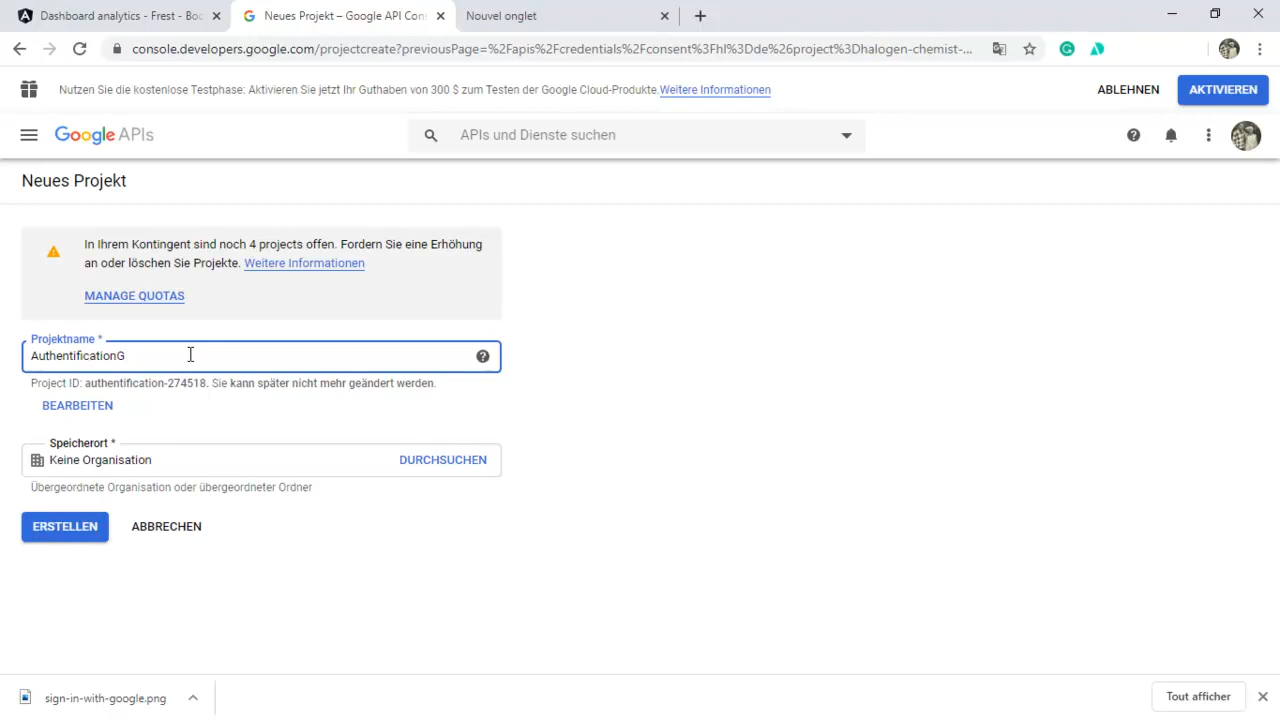 Dashboard analytics - Frest - Boo
Neues Projekt – Google API Cons
Nouvel onglet
console.developers.google.com/projectcreate?previousPage=%2Fapis%2Fcredentials%2Fconsent%3Fhl%3Dde%26project%3Dhalogen-chemist-...
Nutzen Sie die kostenlose Testphase: Aktivieren Sie jetzt Ihr Guthaben von 300 $ zum Testen der Google Cloud-Produkte.Weitere Informationen
ABLEHNEN
AKTIVIEREN
Google APIs
APIs und Dienste suchen
Neues Projekt
In Ihrem Kontingent sind noch 4 projects offen. Fordern Sie eine Erhöhung
an oder löschen Sie Projekte. Weitere Informationen
MANAGE QUOTAS
Projektname *
AuthentificationG
Project ID: authentification-274518. Sie kann später nicht mehr geändert werden.
BEARBEITEN
Speicherort *
Keine Organisation
DURCHSUCHEN
Übergeordnete Organisation oder übergeordneter Ordner
ERSTELLEN
ABBRECHEN
sign-in-with-google.png
Tout afficher